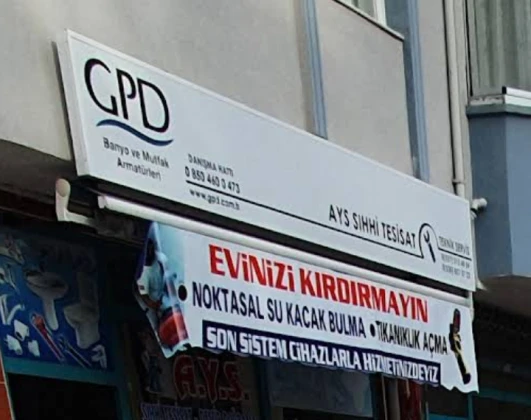 GPD
Banyo ve Mutfak
Armatürleri
DANIŞMA HATTI
0 850 460 0 473
www.gpd.com.tr
AYS SIHHİ TESİSAT
TEKNİK SERVİS
EVİNİZİ KIRDIRMAYIN
•NOKTASAL SU KACAK BULMA •TIKANIKLIK AÇMA
SON SİSTEM CİHAZLARLA HİZMETİNİZDEYİZ
A.Y.S.